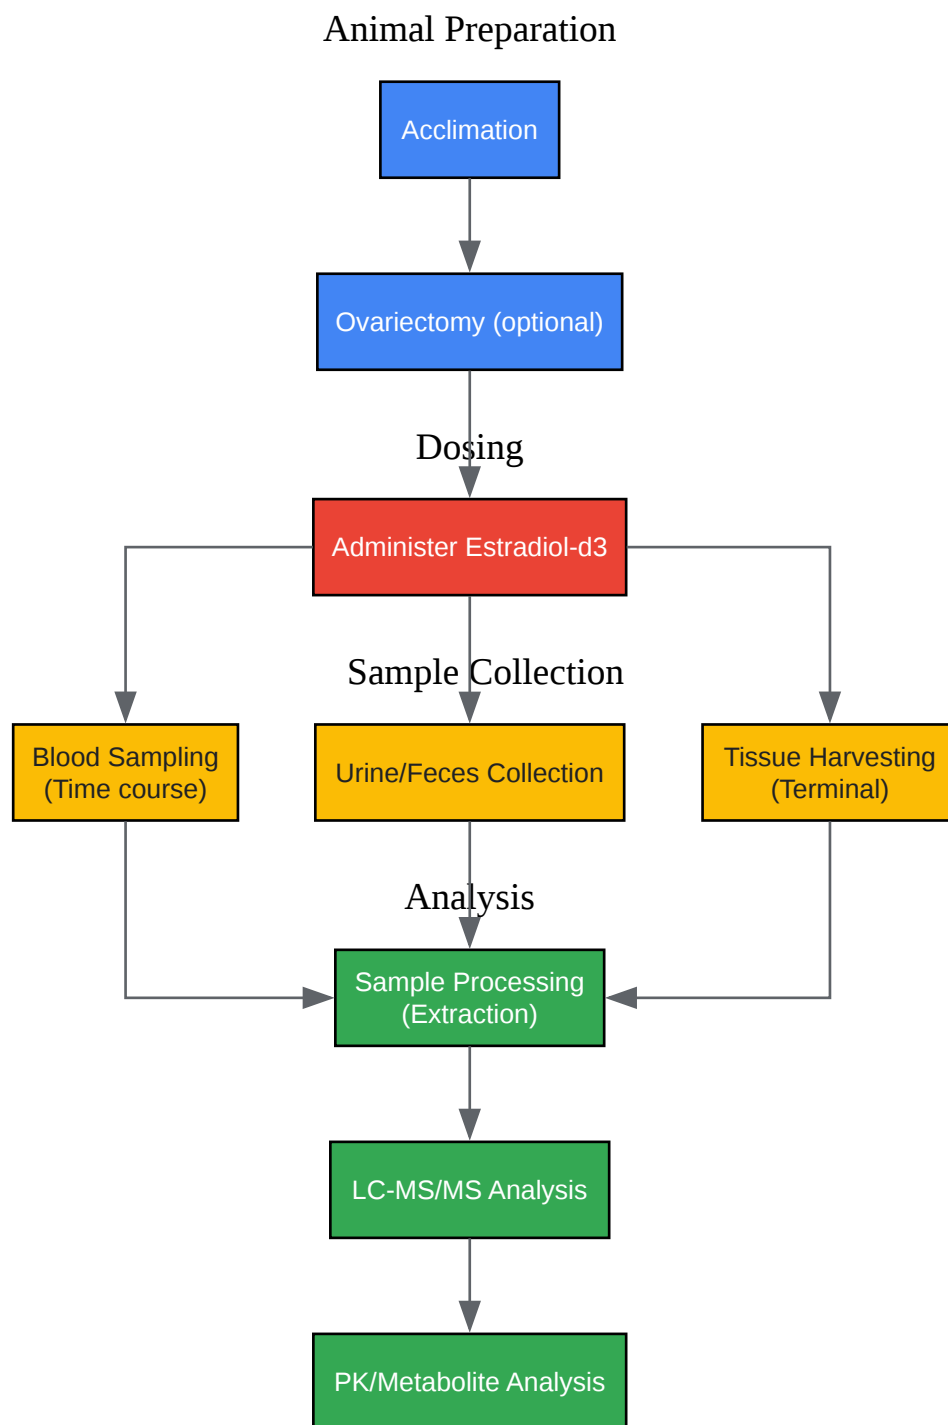 Animal Preparation
Acclimation
Ovariectomy (optional)
Dosing
Administer Estradiol-d3
Sample Collection
Blood Sampling
(Time course)
Urine/Feces Collection
Tissue Harvesting
(Terminal)
Analysis
Sample Processing
(Extraction)
LC-MS/MS Analysis
PK/Metabolite Analysis